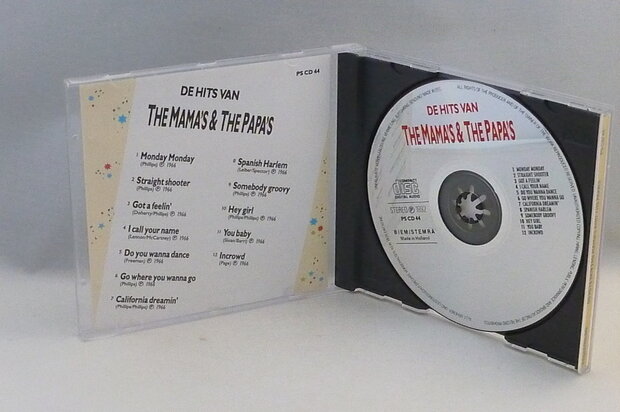 PS CD 44
DE HITS VAN
THE MAMA'S & THE PAPA'S
1 Monday Monday
(Phillips) ℗ 1966
2 Straight shooter
(Phillips) ℗ 1966
3 Got a feelin'
(Doherty/Phillips) ℗ 1966
4 I call your name
(Lennon/McCartney) ℗ 1966
5 Do you wanna dance
(Freeman) ℗ 1966
6 Go where you wanna go
(Phillips) ℗ 1966
7 California dreamin'
(Phillips/Phillips) ℗ 1966
8 Spanish Harlem
(Leiber/Spector) ℗ 1966
9 Somebody groovy
(Phillips) ℗ 1966
10 Hey girl
(Phillips/Phillips) ℗ 1966
11 You baby
(Sloan/Barri) ℗ 1966
12 Incrowd
(Page) ℗ 1966
DE HITS VAN
THE MAMA'S & THE PAPA'S
COMPACT
disc
DIGITAL AUDIO
PS CD 44
BIEM/STEMRA
Made in Holland
1 MONDAY MONDAY
2 STRAIGHT SHOOTER
3 GOT A FEELIN'
4 I CALL YOUR NAME
5 DO YOU WANNA DANCE
6 GO WHERE YOU WANNA GO
7 CALIFORNIA DREAMIN'
8 SPANISH HARLEM
9 SOMEBODY GROOVY
10 HEY GIRL
11 YOU BABY
12 INCROWD